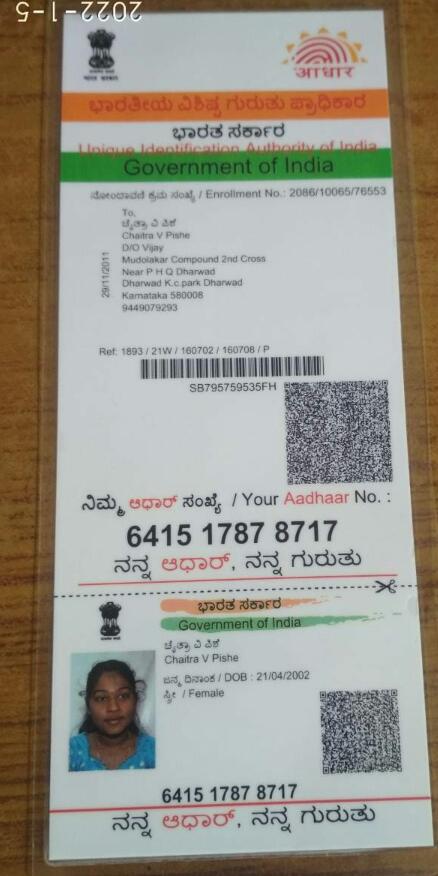 2022-1-5
भारत सरकार
आधार
ಭಾರತೀಯ ವಿಶಿಷ್ಟ ಗುರುತು ಪ್ರಾಧಿಕಾರ
ಭಾರತ ಸರ್ಕಾರ
Unique Identification Authority of India
Government of India
ನೋಂದಾವಣೆ ಕ್ರಮ ಸಂಖ್ಯೆ / Enrollment No.: 2086/10065/76553
To,
ಚೈತ್ರಾ ವಿ ಪಿಶೆ
Chaitra V Pishe
D/O Vijay
Mudolakar Compound 2nd Cross
Near P H Q Dharwad
Dharwad K.c.park Dharwad
Karnataka 580008
9449079293
29/11/2011
Ref: 1893 / 21W / 160702 / 160708 / P
SB795759535FH
ನಿಮ್ಮ ಆಧಾರ್ ಸಂಖ್ಯೆ / Your Aadhaar No. :
6415 1787 8717
ನನ್ನ ಆಧಾರ್, ನನ್ನ ಗುರುತು
ಭಾರತ ಸರ್ಕಾರ
Government of India
ಚೈತ್ರಾ ವಿ ಪಿಶೆ
Chaitra V Pishe
ಜನ್ಮ ದಿನಾಂಕ / DOB : 21/04/2002
ಸ್ತ್ರೀ / Female
6415 1787 8717
ನನ್ನ ಆಧಾರ್, ನನ್ನ ಗುರುತು